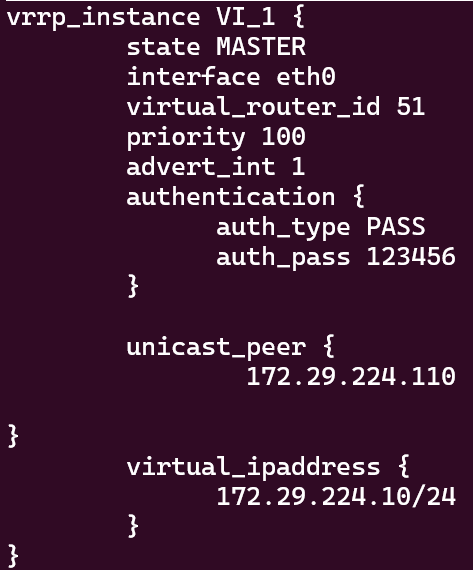 vrrp_instance VI_1 {
        state MASTER
        interface eth0
        virtual_router_id 51
        priority 100
        advert_int 1
        authentication {
              auth_type PASS
              auth_pass 123456
        }

        unicast_peer {
                172.29.224.110

}
        virtual_ipaddress {
              172.29.224.10/24
        }
}